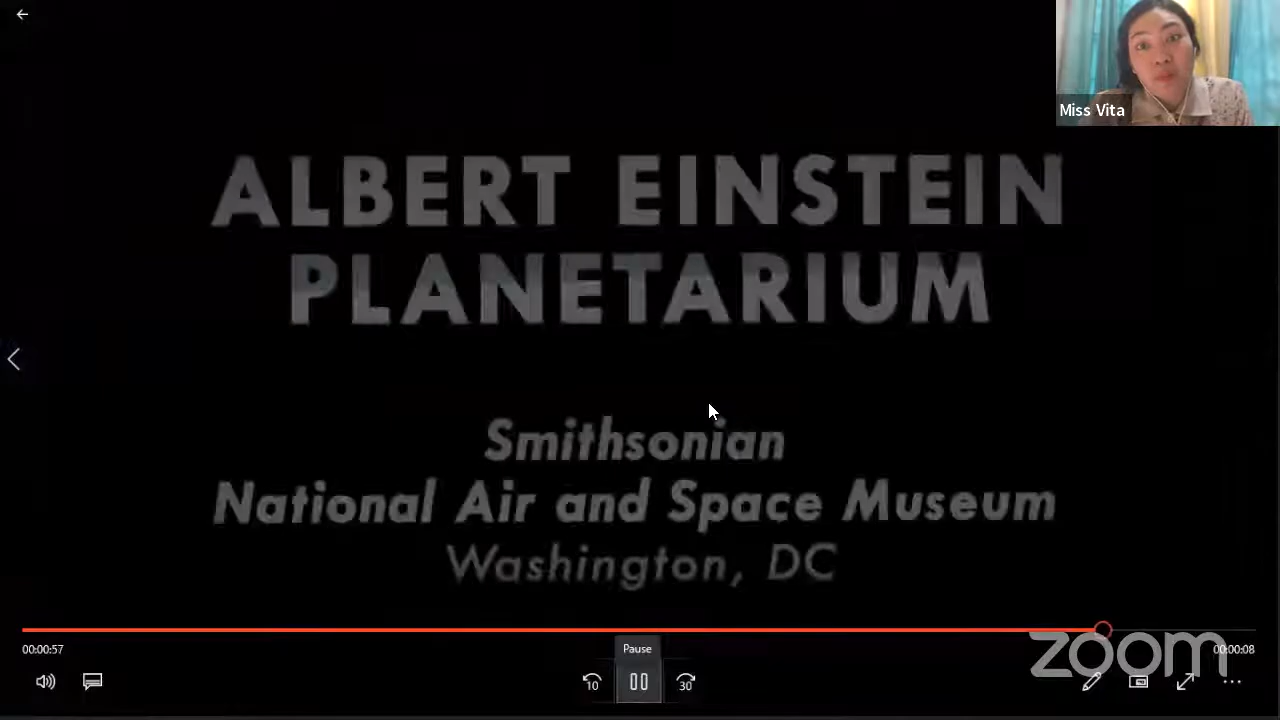 Miss Vita
ALBERT EINSTEIN
PLANETARIUM
Smithsonian
National Air and Space Museum
Washington, DC
00:00:57
Pause
00:00:08
10
30
zoom